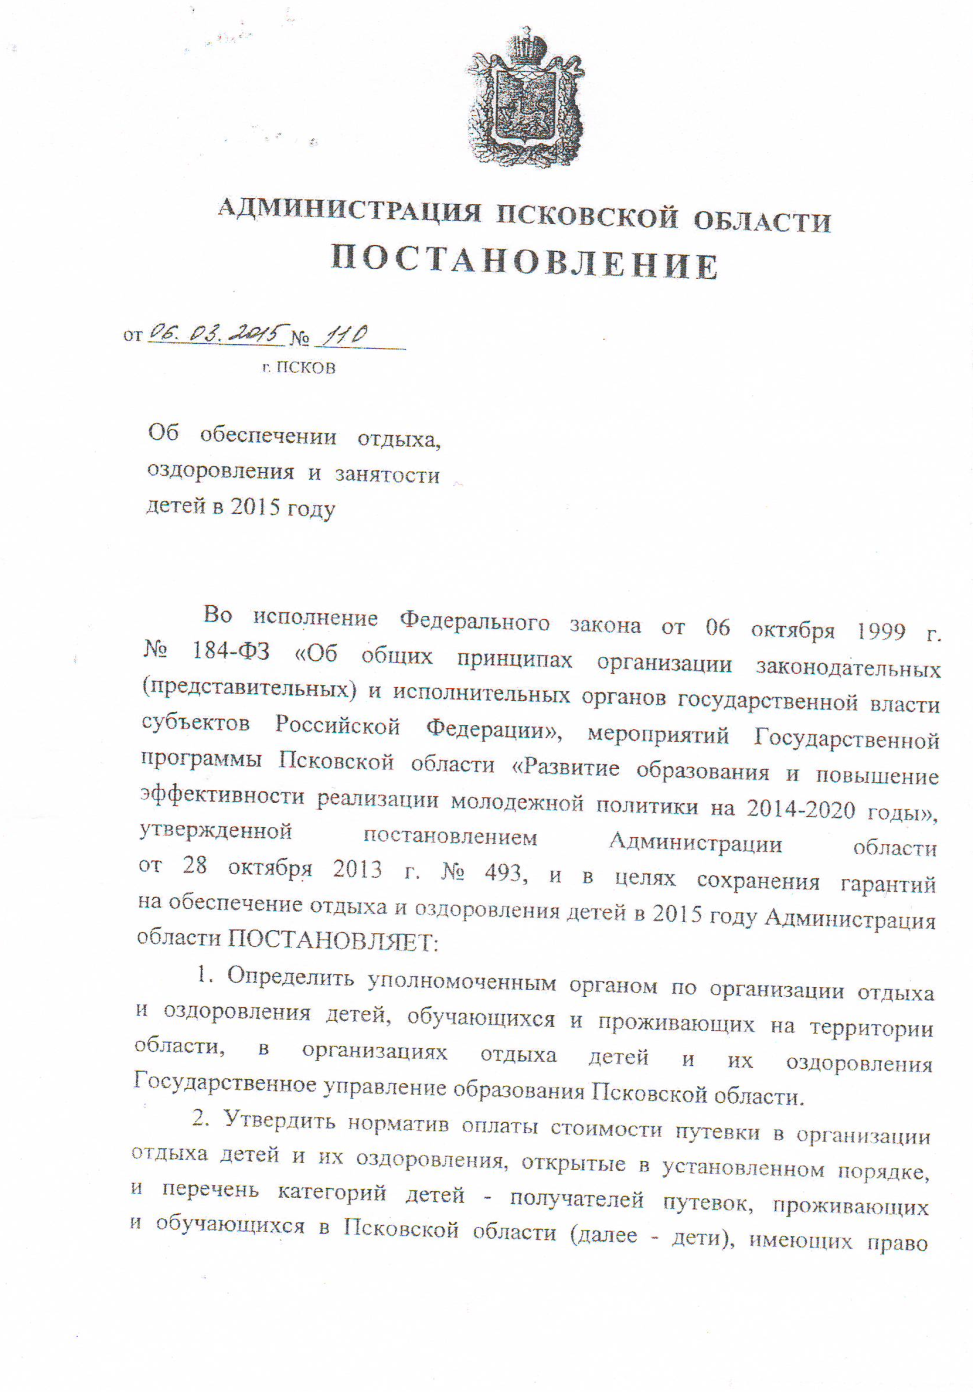 АДМИНИСТРАЦИЯ ПСКОВСКОЙ ОБЛАСТИ
ПОСТАНОВЛЕНИЕ
от 06.03.2015 № 110
г. ПСКОВ
Об обеспечении отдыха,
оздоровления и занятости
детей в 2015 году
Во исполнение Федерального закона от 06 октября 1999 г.
№ 184-ФЗ «Об общих принципах организации законодательных
(представительных) и исполнительных органов государственной власти
субъектов Российской Федерации», мероприятий Государственной
программы Псковской области «Развитие образования и повышение
эффективности реализации молодежной политики на 2014-2020 годы»,
утвержденной постановлением Администрации области
от 28 октября 2013 г. № 493, и в целях сохранения гарантий
на обеспечение отдыха и оздоровления детей в 2015 году Администрация
области ПОСТАНОВЛЯЕТ:
1. Определить уполномоченным органом по организации отдыха
и оздоровления детей, обучающихся и проживающих на территории
области, в организациях отдыха детей и их оздоровления
Государственное управление образования Псковской области.
2. Утвердить норматив оплаты стоимости путевки в организации
отдыха детей и их оздоровления, открытые в установленном порядке,
и перечень категорий детей - получателей путевок, проживающих
и обучающихся в Псковской области (далее - дети), имеющих право